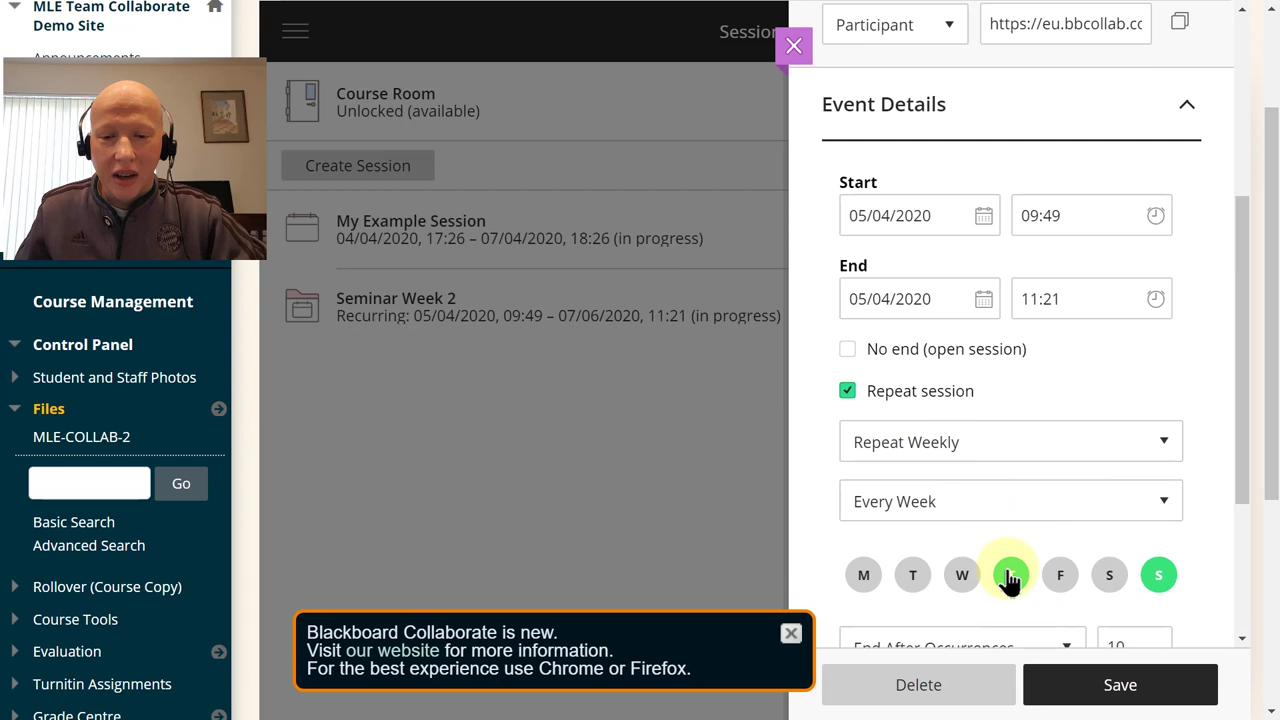 MLE Team Collaborate
Demo Site
Announcements
Course Management
Control Panel
Student and Staff Photos
Files
MLE-COLLAB-2
Go
Basic Search
Advanced Search
Rollover (Course Copy)
Course Tools
Evaluation
Turnitin Assignments
Grade Centre
Course Room
Unlocked (available)
Create Session
My Example Session
04/04/2020, 17:26 – 07/04/2020, 18:26 (in progress)
Seminar Week 2
Recurring: 05/04/2020, 09:49 – 07/06/2020, 11:21 (in progress)
Blackboard Collaborate is new.
Visit our website for more information.
For the best experience use Chrome or Firefox.
Participant
https://eu.bbcollab.cc
Event Details
Start
05/04/2020 09:49
End
05/04/2020 11:21
No end (open session)
Repeat session
Repeat Weekly
Every Week
M T W F S S
End After Occurrences 10
Delete Save